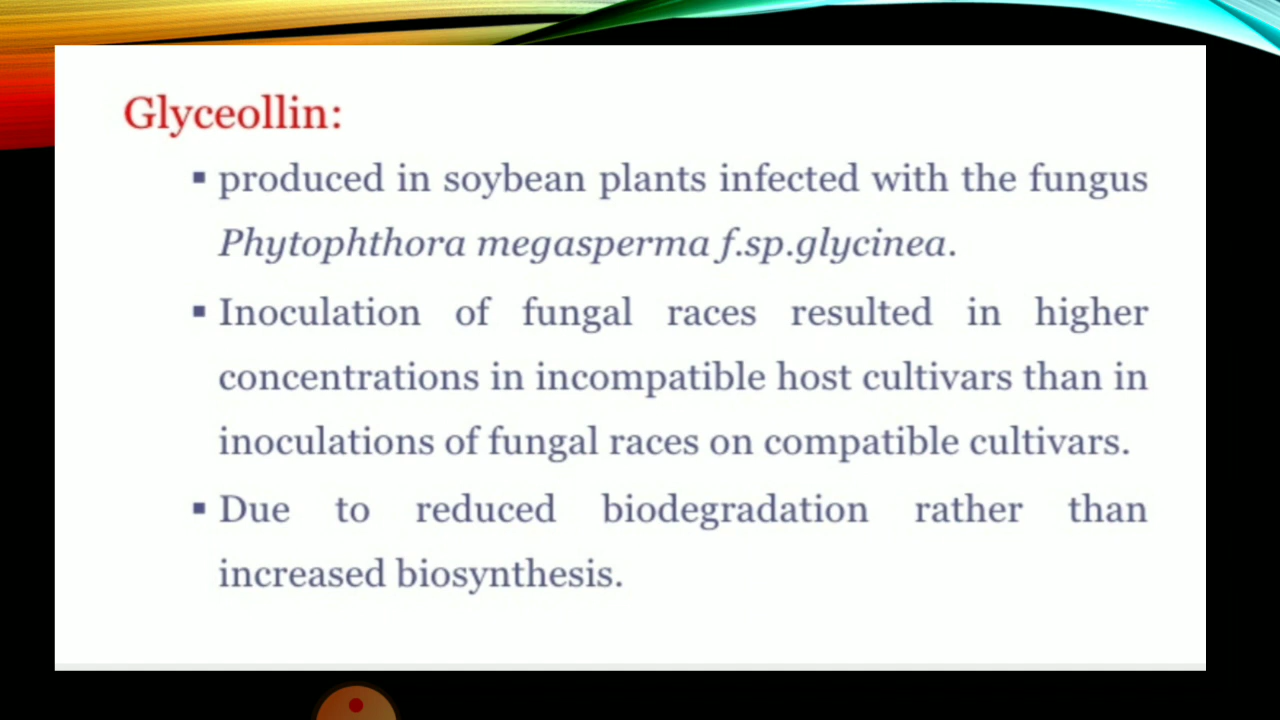 Glyceollin:
▪ produced in soybean plants infected with the fungus
Phytophthora megasperma f.sp.glycinea.
▪ Inoculation of fungal races resulted in higher
concentrations in incompatible host cultivars than in
inoculations of fungal races on compatible cultivars.
▪ Due to reduced biodegradation rather than
increased biosynthesis.